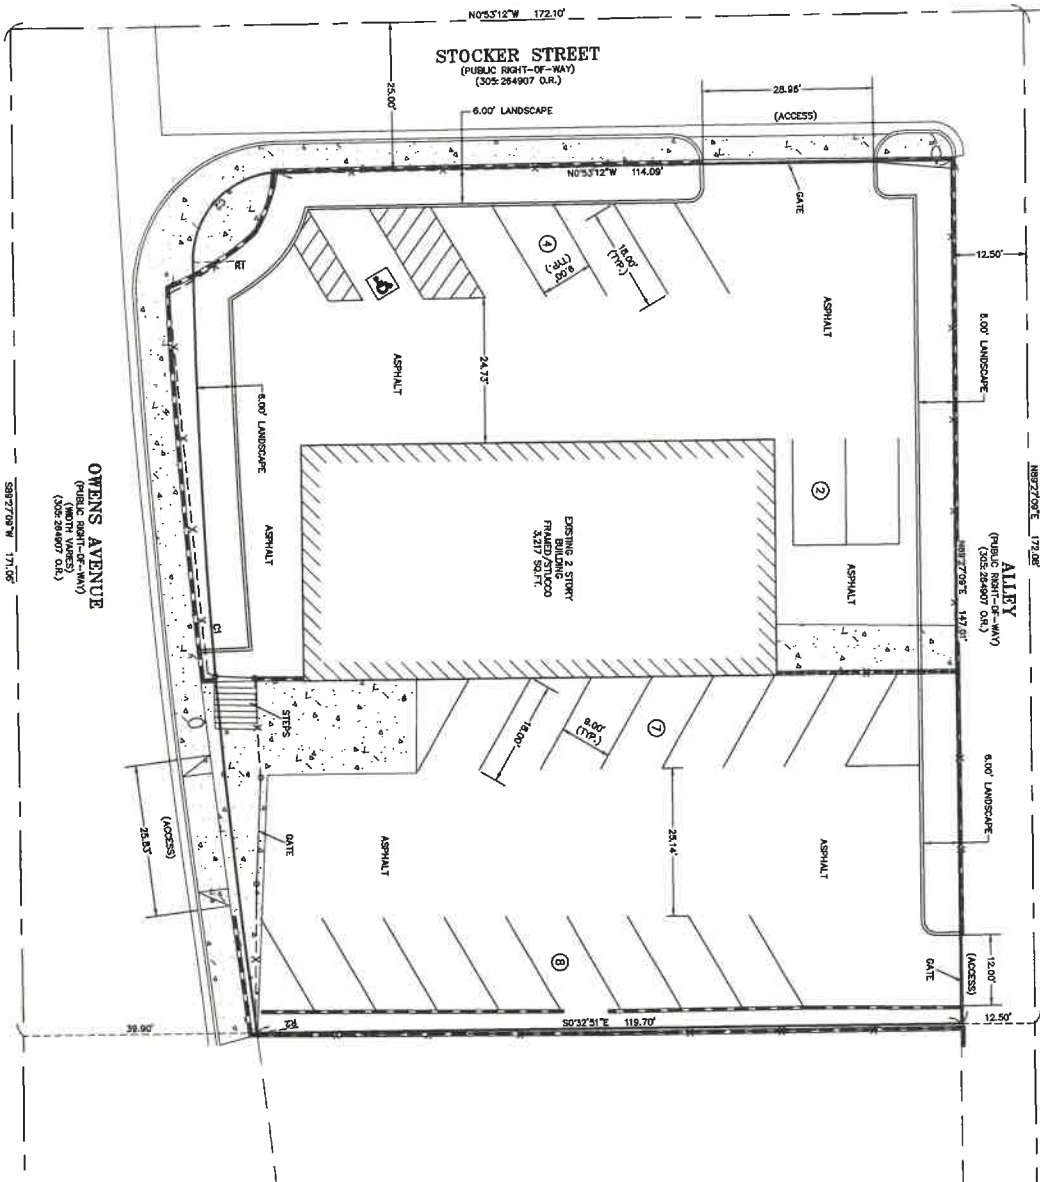 N0°53'12"W 172.10'
STOCKER STREET
(PUBLIC RIGHT-OF-WAY)
(305:264907 O.R.)
25.00'
6.00' LANDSCAPE
28.96'
(ACCESS)
N0°53'12"W 114.09'
GATE
12.50'
RT
4
9.00'
(TYP.)
18.00'
(TYP.)
ASPHALT
5.00' LANDSCAPE
24.73'
ASPHALT
6.00' LANDSCAPE
OWENS AVENUE
(PUBLIC RIGHT-OF-WAY)
(WIDTH VARIES)
(305:264907 O.R.)
S89°27'09"W 171.06'
ASPHALT
EXISTING 2 STORY
BUILDING
FRAMED/STUCCO
3,217 SQ.FT.
2
ASPHALT
N89°27'09"E 147.01'
ALLEY
(PUBLIC RIGHT-OF-WAY)
(305:264907 O.R.)
N89°27'09"E 172.08'
C1
STEPS
18.00'
9.00'
(TYP.)
7
6.00' LANDSCAPE
(ACCESS)
25.83'
GATE
ASPHALT
25.14'
ASPHALT
8
GATE
(ACCESS)
12.00'
39.90'
S0°32'51"E 119.70'
12.50'